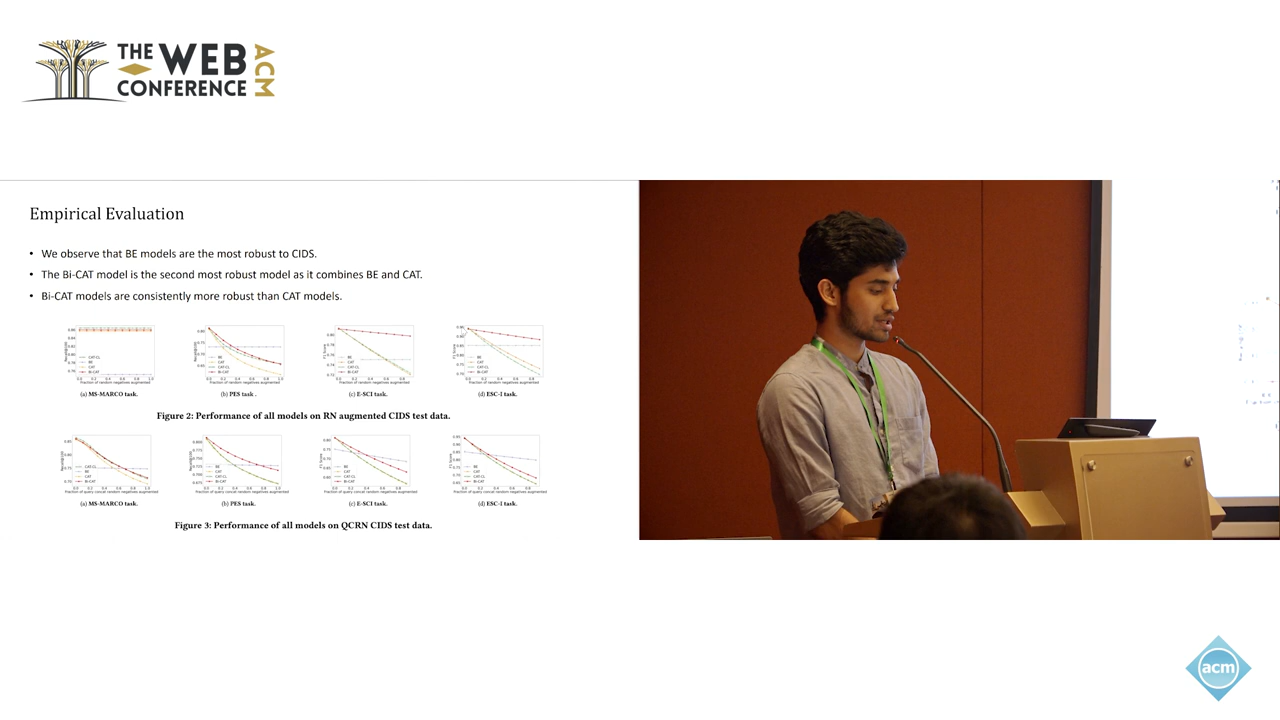 THE WEB
CONFERENCE
ACM
Empirical Evaluation
• We observe that BE models are the most robust to CIDS.
• The Bi-CAT model is the second most robust model as it combines BE and CAT.
• Bi-CAT models are consistently more robust than CAT models.
(a) MS-MARCO task.
(b) PES task .
(c) E-SCI task.
(d) ESC-I task.
Figure 2: Performance of all models on RN augmented CIDS test data.
(a) MS-MARCO task.
(b) PES task.
(c) E-SCI task.
(d) ESC-I task.
Figure 3: Performance of all models on QCRN CIDS test data.
acm